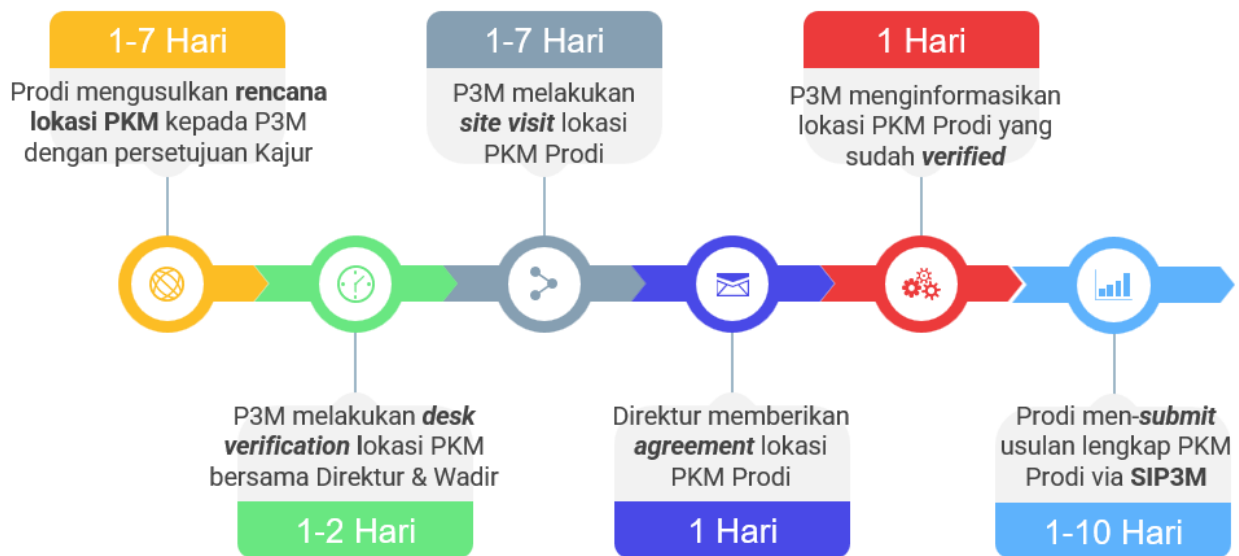 1-7 Hari
Prodi mengusulkan rencana
lokasi PKM kepada P3M
dengan persetujuan Kajur
P3M melakukan desk
verification lokasi PKM
bersama Direktur & Wadir
1-2 Hari
1-7 Hari
P3M melakukan
site visit lokasi
PKM Prodi
Direktur memberikan
agreement lokasi
PKM Prodi
1 Hari
1 Hari
P3M menginformasikan
lokasi PKM Prodi yang
sudah verified
Prodi men-submit
usulan lengkap PKM
Prodi via SIP3M
1-10 Hari